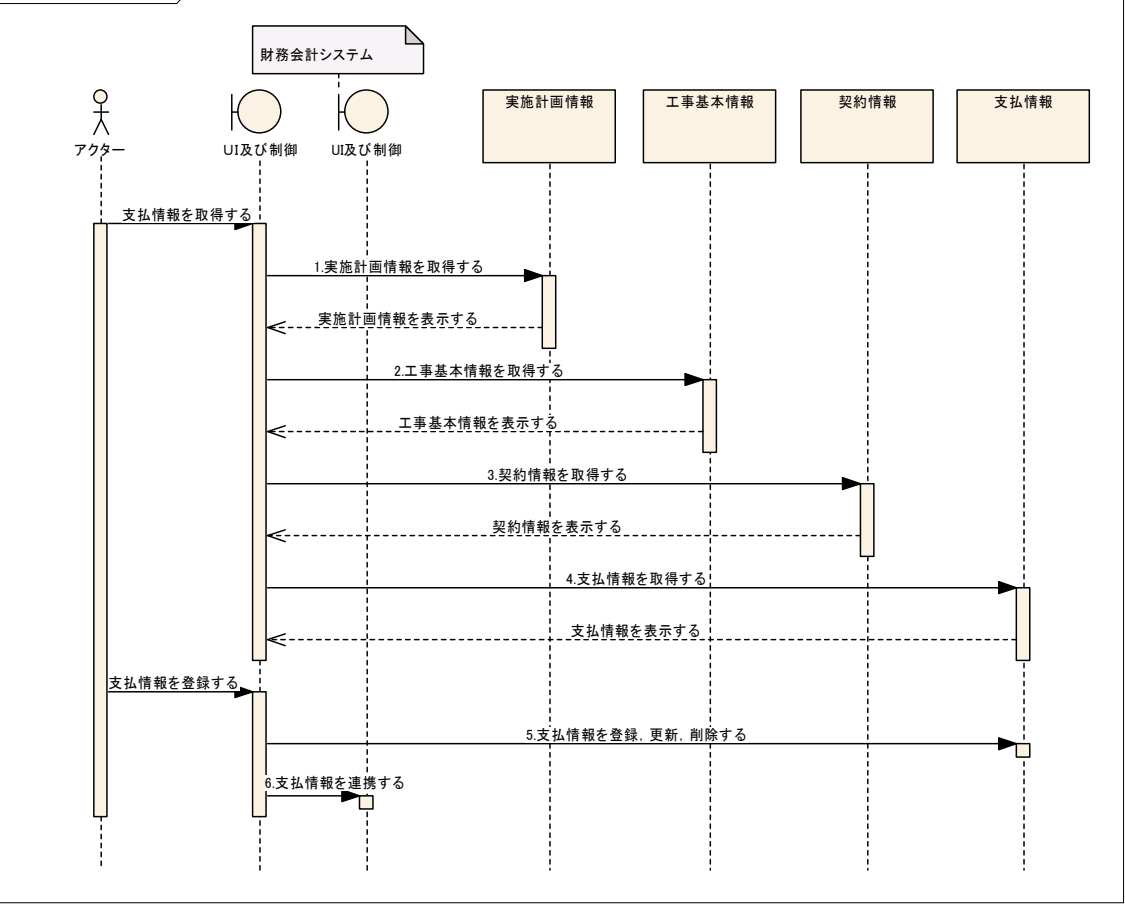 財務会計システム
実施計画情報
工事基本情報
契約情報
支払情報
アクター
UI及び制御
UI及び制御
支払情報を取得する
1.実施計画情報を取得する
実施計画情報を表示する
2.工事基本情報を取得する
工事基本情報を表示する
3.契約情報を取得する
契約情報を表示する
4.支払情報を取得する
支払情報を表示する
支払情報を登録する
5.支払情報を登録, 更新, 削除する
6.支払情報を連携する